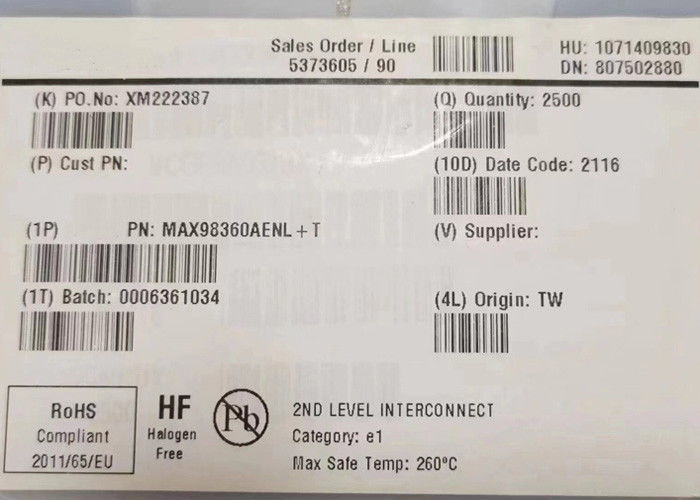 Sales Order / Line
5373605 / 90
HU: 1071409830
DN: 807502880
(K) PO.No: XM222387
(Q) Quantity: 2500
(P) Cust PN:
(10D) Date Code: 2116
(1P) PN: MAX98360AENL+T
(V) Supplier:
(1T) Batch: 0006361034
(4L) Origin: TW
RoHS
Compliant
2011/65/EU
HF
Halogen
Free
Pb
2ND LEVEL INTERCONNECT
Category: e1
Max Safe Temp: 260ºC